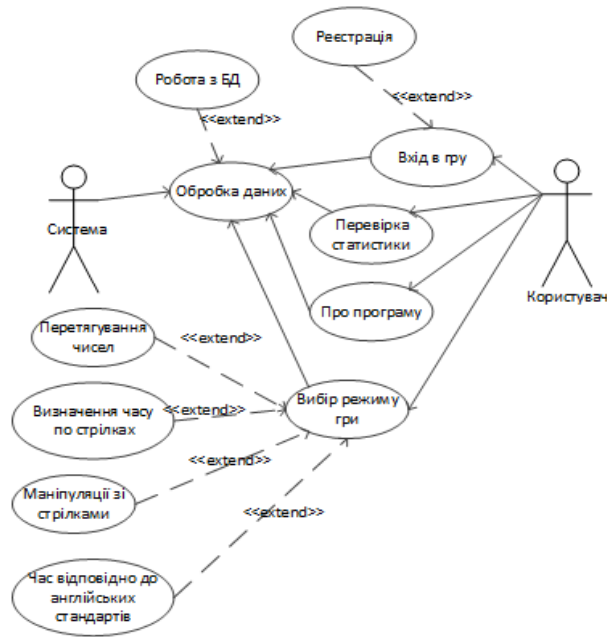 Реєстрація
Робота з БД
<<extend>>
<<extend>>
Вхід в гру
Обробка даних
Система
Перевірка
статистики
Користувач
Про програму
Перетягування
чисел
<<extend>>
Визначення часу
по стрілках
<<extend>>
Вибір режиму
гри
<<extend>>
Маніпуляції зі
стрілками
<<extend>>
Час відповідно до
англійських
стандартів